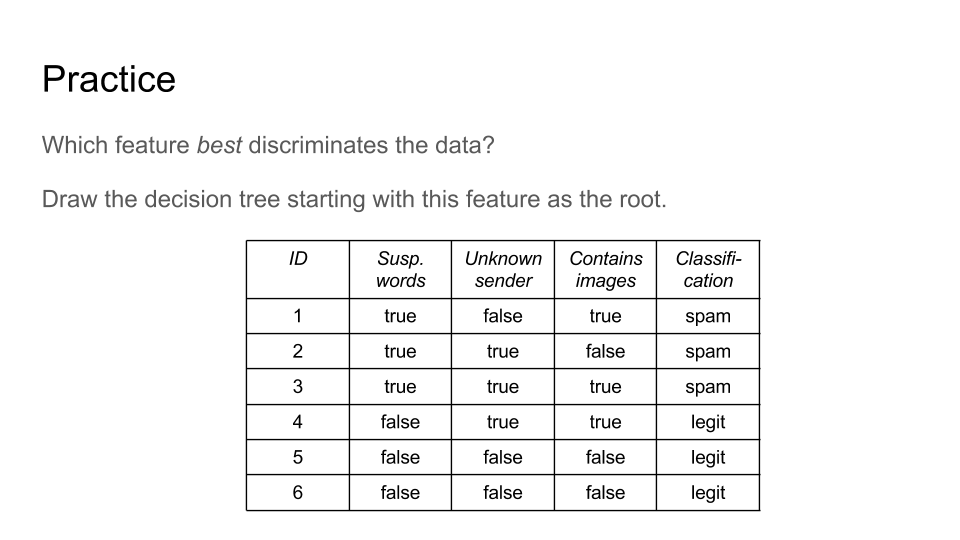 Practice
Which feature best discriminates the data?
Draw the decision tree starting with this feature as the root.
ID Susp. words Unknown sender Contains images Classifi-cation
1 true false true spam
2 true true false spam
3 true true true spam
4 false true true legit
5 false false false legit
6 false false false legit